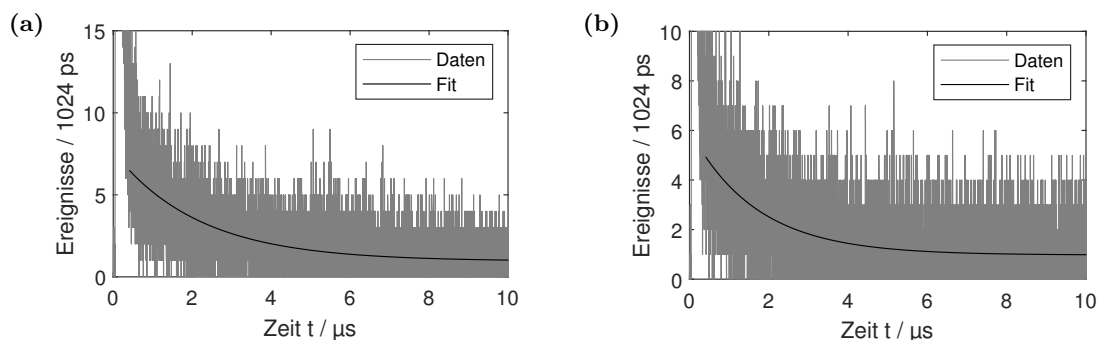 (a)
Ereignisse / 1024 ps
15
10
5
0
0 2 4 6 8 10
Zeit t / μs
Daten
Fit
(b)
Ereignisse / 1024 ps
10
8
6
4
2
0
0 2 4 6 8 10
Zeit t / μs
Daten
Fit